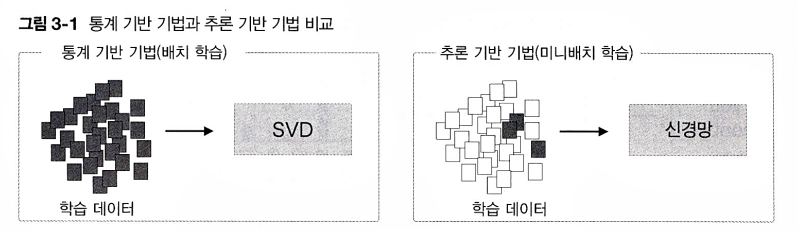 그림 3-1 통계 기반 기법과 추론 기반 기법 비교
통계 기반 기법(배치 학습)
SVD
학습 데이터
추론 기반 기법(미니배치 학습)
신경망
학습 데이터